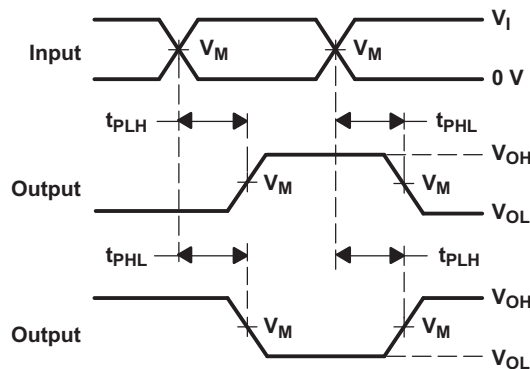 V_I
Input V_M V_M
0 V
t_PLH t_PHL
V_OH
Output V_M V_M
V_OL
t_PHL t_PLH
V_OH
Output V_M V_M
V_OL